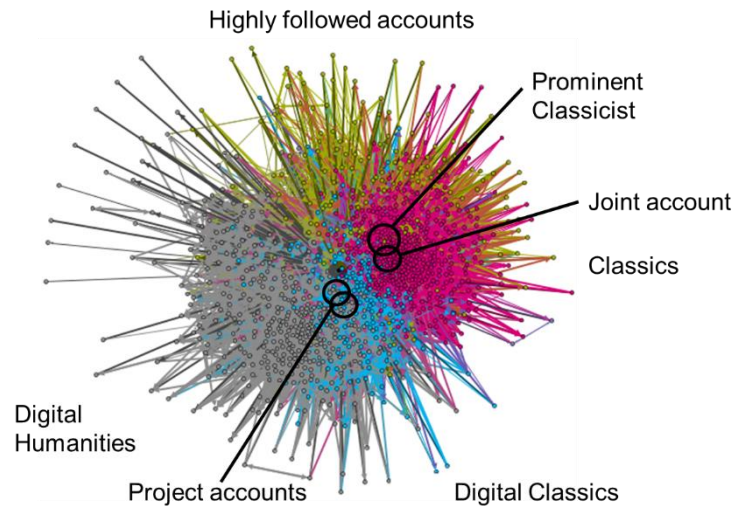 Highly followed accounts
Prominent
Classicist
Joint account
Classics
Digital
Humanities
Project accounts
Digital Classics